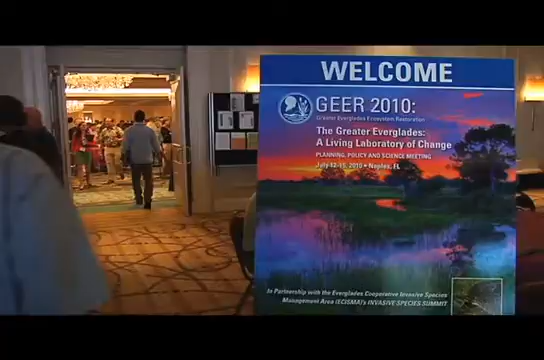 WELCOME
GEER 2010:
Greater Everglades Ecosystem Restoration
The Greater Everglades:
A Living Laboratory of Change
PLANNING, POLICY AND SCIENCE MEETING
July 12-15, 2010 • Naples, FL
In Partnership with the Everglades Cooperative Invasive Species
Management Area (ECISMA)'s INVASIVE SPECIES SUMMIT